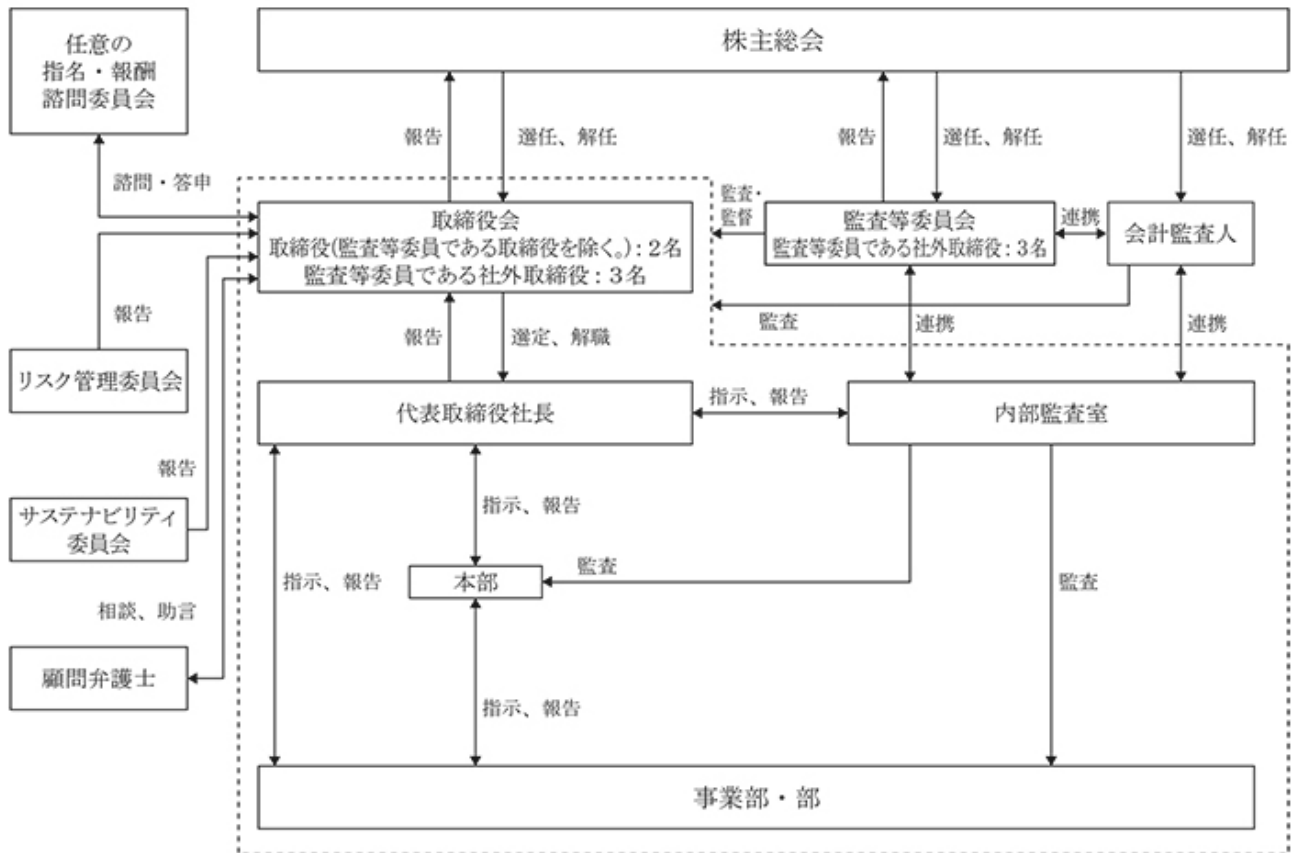 任意の
指名・報酬
諮問委員会
株主総会
報告
選任、解任
報告
選任、解任
選任、解任
諮問・答申
監査・
監督
取締役会
取締役(監査等委員である取締役を除く。)：2名
監査等委員である社外取締役：3名
監査等委員会
監査等委員である社外取締役：3名
連携
会計監査人
報告
監査
報告
選定、解職
連携
連携
リスク管理委員会
代表取締役社長
指示、報告
内部監査室
報告
サステナビリティ
委員会
指示、報告
指示、報告
本部
監査
監査
相談、助言
顧問弁護士
指示、報告
事業部・部